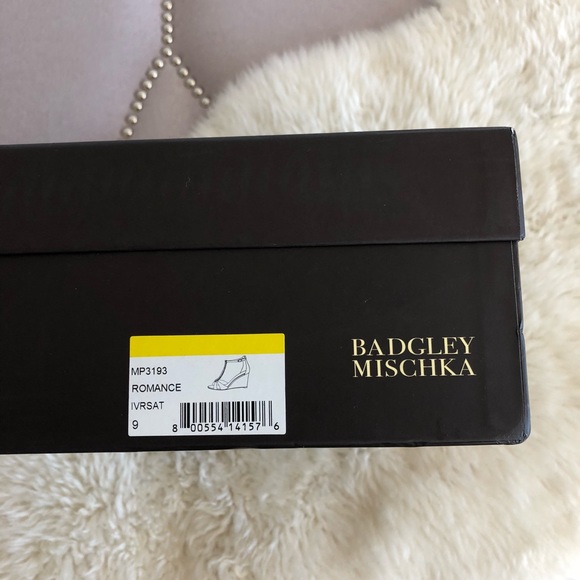 BADGLEY
MISCHKA
MP3193
ROMANCE
IVRSAT
9
8 00554 14157 6